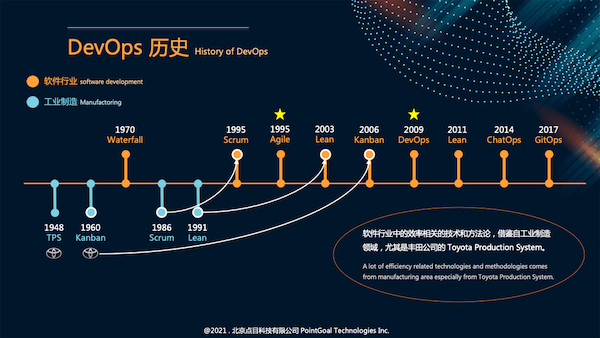 DevOps 历史 History of DevOps
软件行业 software development
工业制造 Manufactoring
1970
Waterfall
1995
Scrum
1995
Agile
2003
Lean
2006
Kanban
2009
DevOps
2011
Lean
2014
ChatOps
2017
GitOps
1948
TPS
1960
Kanban
1986
Scrum
1991
Lean
软件行业中的效率相关的技术和方法论，借鉴自工业制造
领域，尤其是丰田公司的 Toyota Production System。
A lot of efficiency related technologies and methodologies comes
from manufacturing area especially from Toyota Production System.
@2021 . 北京点目科技有限公司 PointGoal Technologies Inc.